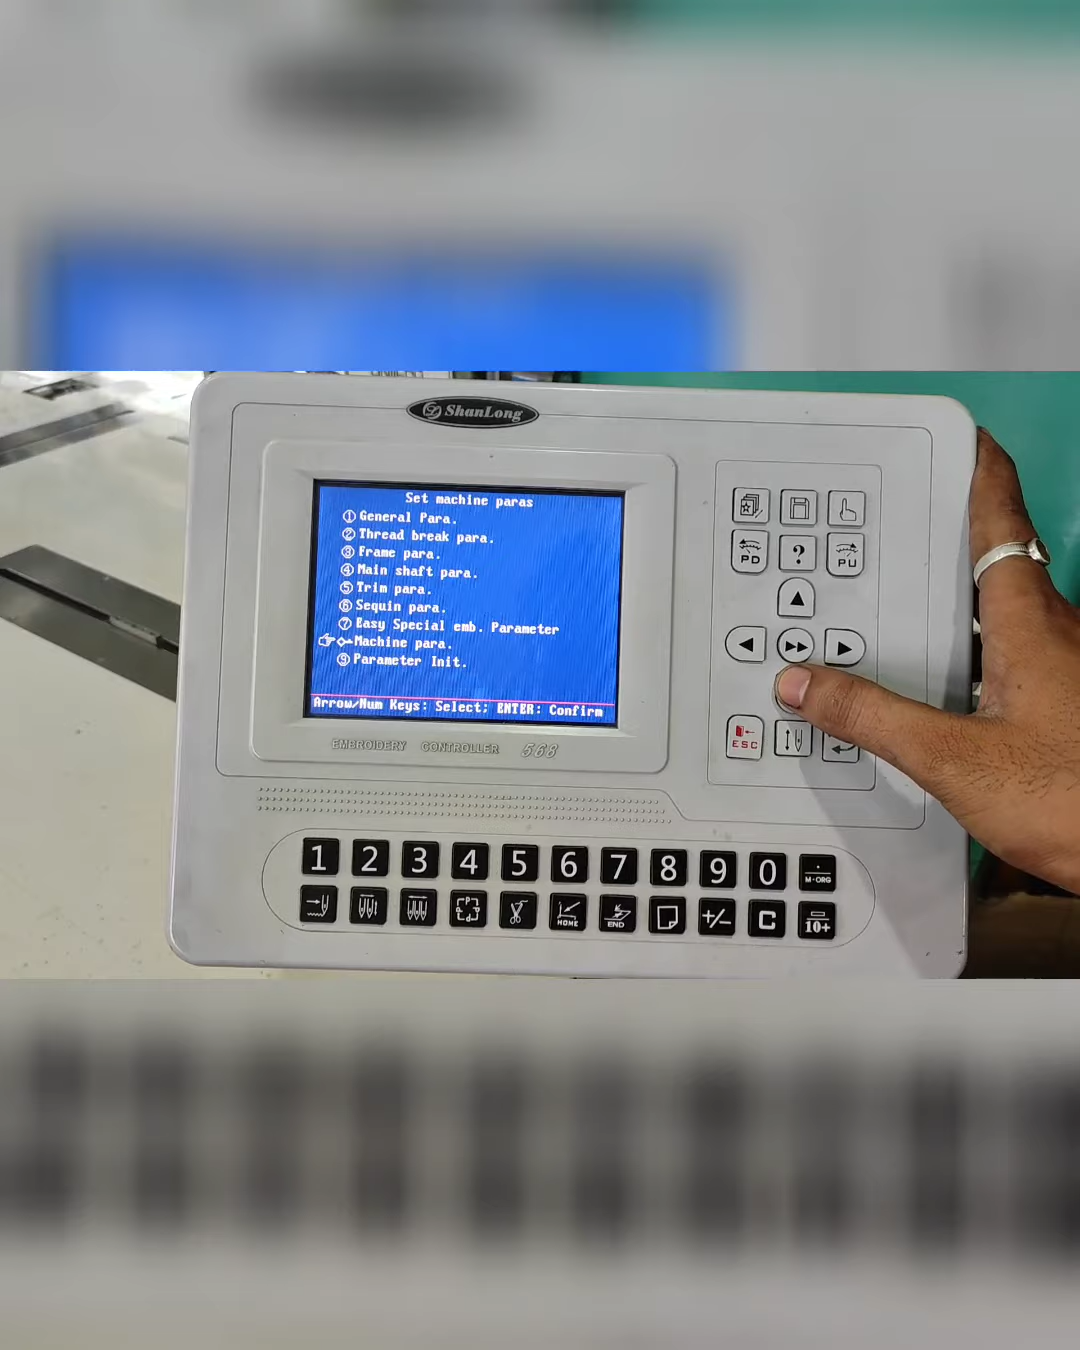 ShanLong
Set machine paras
① General Para.
② Thread break para.
③ Frame para.
④ Main shaft para.
⑤ Trim para.
⑥ Sequin para.
⑦ Easy Special emb. Parameter
Machine para.
⑨ Parameter Init.
Arrow/Num Keys: Select; ENTER: Confirm
EMBROIDERY CONTROLLER 568
PD ? PU
ESC
1 2 3 4 5 6 7 8 9 0 . M·ORG
P P d d HOME END +/- C 10+